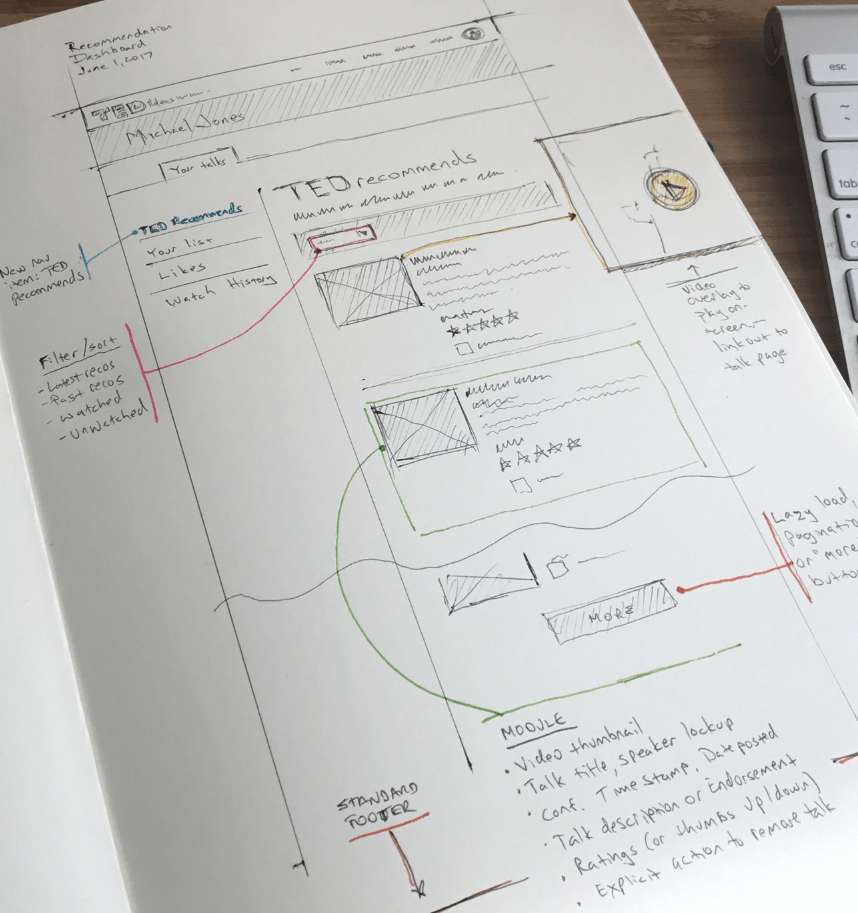 Recommendation
Dashboard
June 1, 2017
TED Ideas
Michael Jones
Your talks
TED recommends
TED Recommends
Your list
Likes
Watch History
New nav
item: TED
Recommends
Filter/sort
- Latest recos
- Past recos
- Watched
- Unwatched
Video
overlay to
play on-
screen -
link out to
talk page
Lazy load,
paginatio
or "more
butto
MORE
MODULE
• Video thumbnail
• Talk title, speaker lockup
• Conf. Time Stamp. Date posted
• Talk description or Endorsement
• Ratings (or thumbs up/down)
• Explicit action to remove talk
STANDARD
FOOTER
esc
~
tab